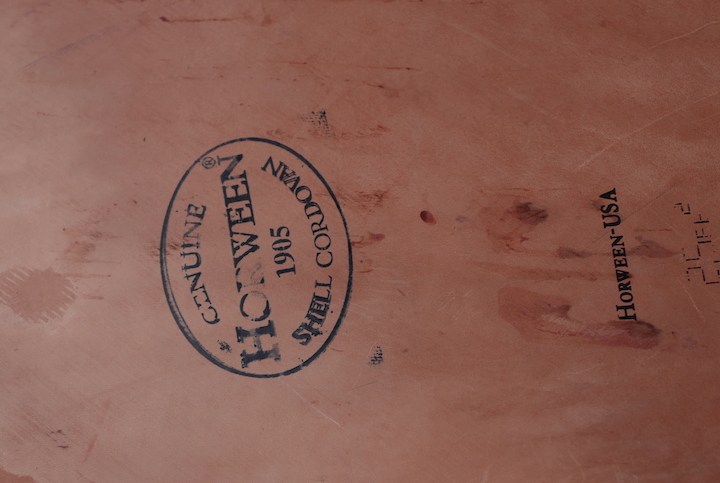 GENUINE
HORWEEN®
1905
SHELL CORDOVAN
HORWEEN-USA